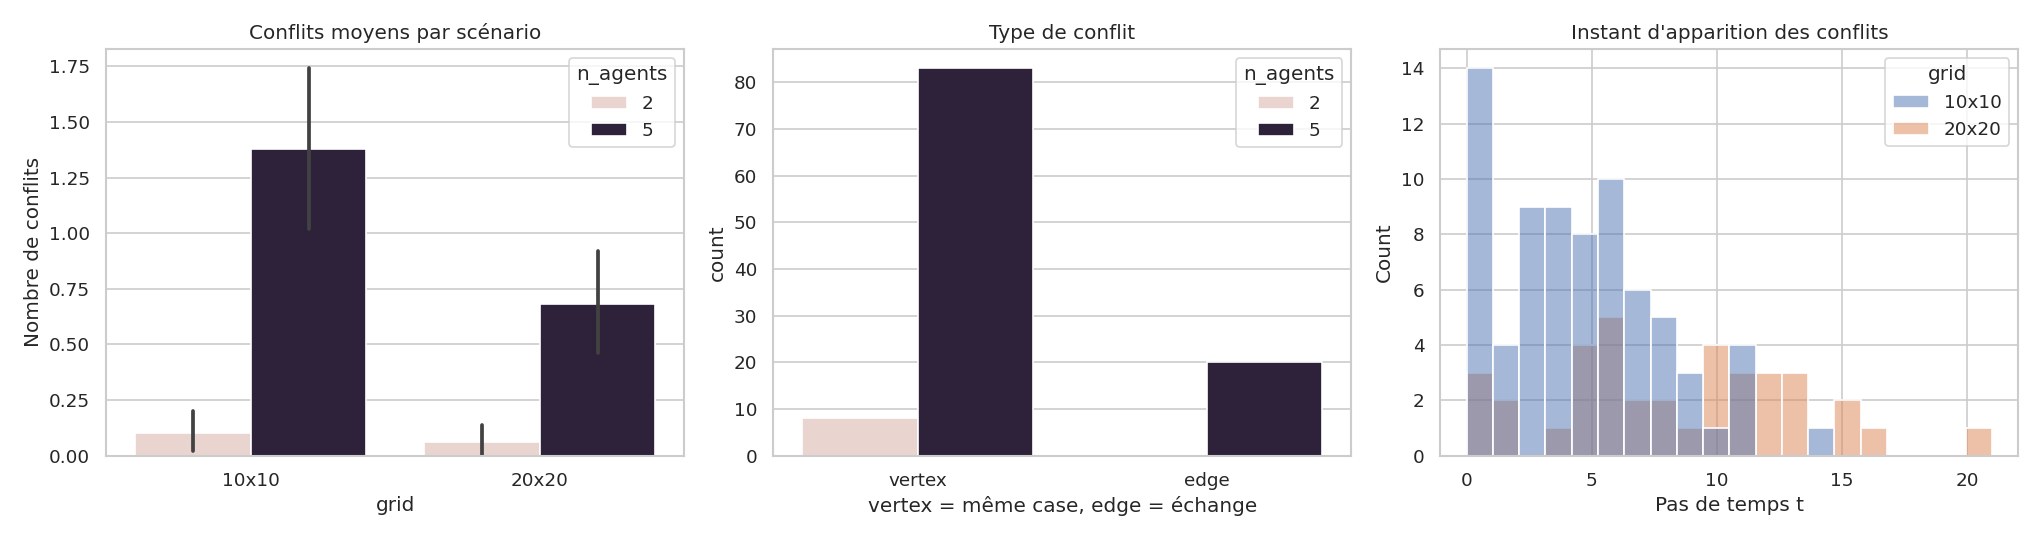 Conflits moyens par scénario
Nombre de conflits
1.75
1.50
1.25
1.00
0.75
0.50
0.25
0.00
n_agents
2
5
10x10
20x20
grid
Type de conflit
count
80
70
60
50
40
30
20
10
0
n_agents
2
5
vertex
edge
vertex = même case, edge = échange
Instant d'apparition des conflits
Count
14
12
10
8
6
4
2
0
grid
10x10
20x20
0
5
10
15
20
Pas de temps t